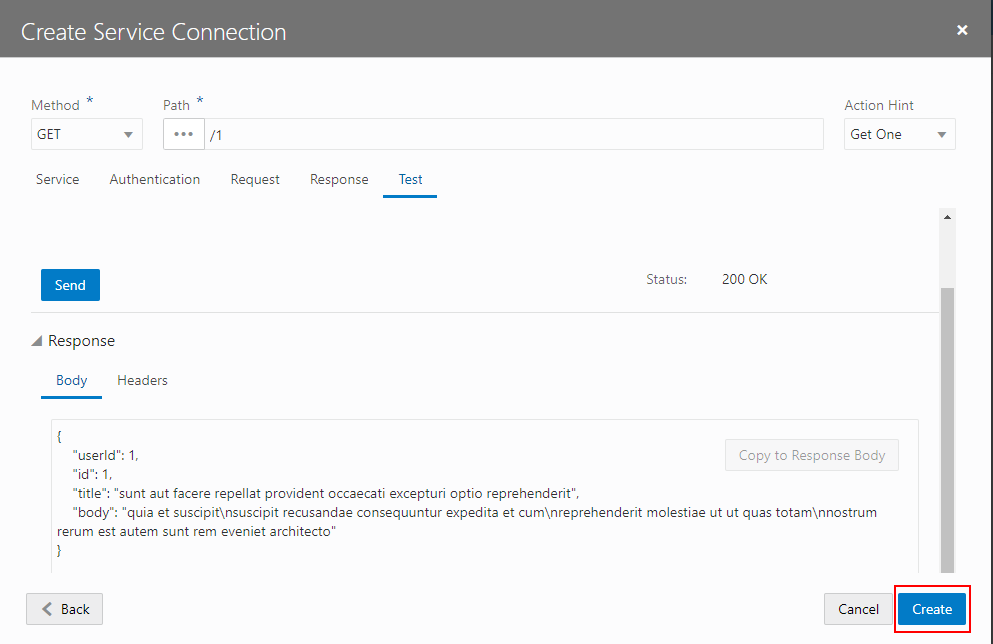 Create Service Connection ×
Method * Path * Action Hint
GET ••• /1 Get One
Service Authentication Request Response Test
Send Status: 200 OK
Response
Body Headers
{
"userId": 1,
Copy to Response Body
"id": 1,
"title": "sunt aut facere repellat provident occaecati excepturi optio reprehenderit",
"body": "quia et suscipit\nsuscipit recusandae consequuntur expedita et cum\nreprehenderit molestiae ut ut quas totam\nnostrum
rerum est autem sunt rem eveniet architecto"
}
Back Cancel Create